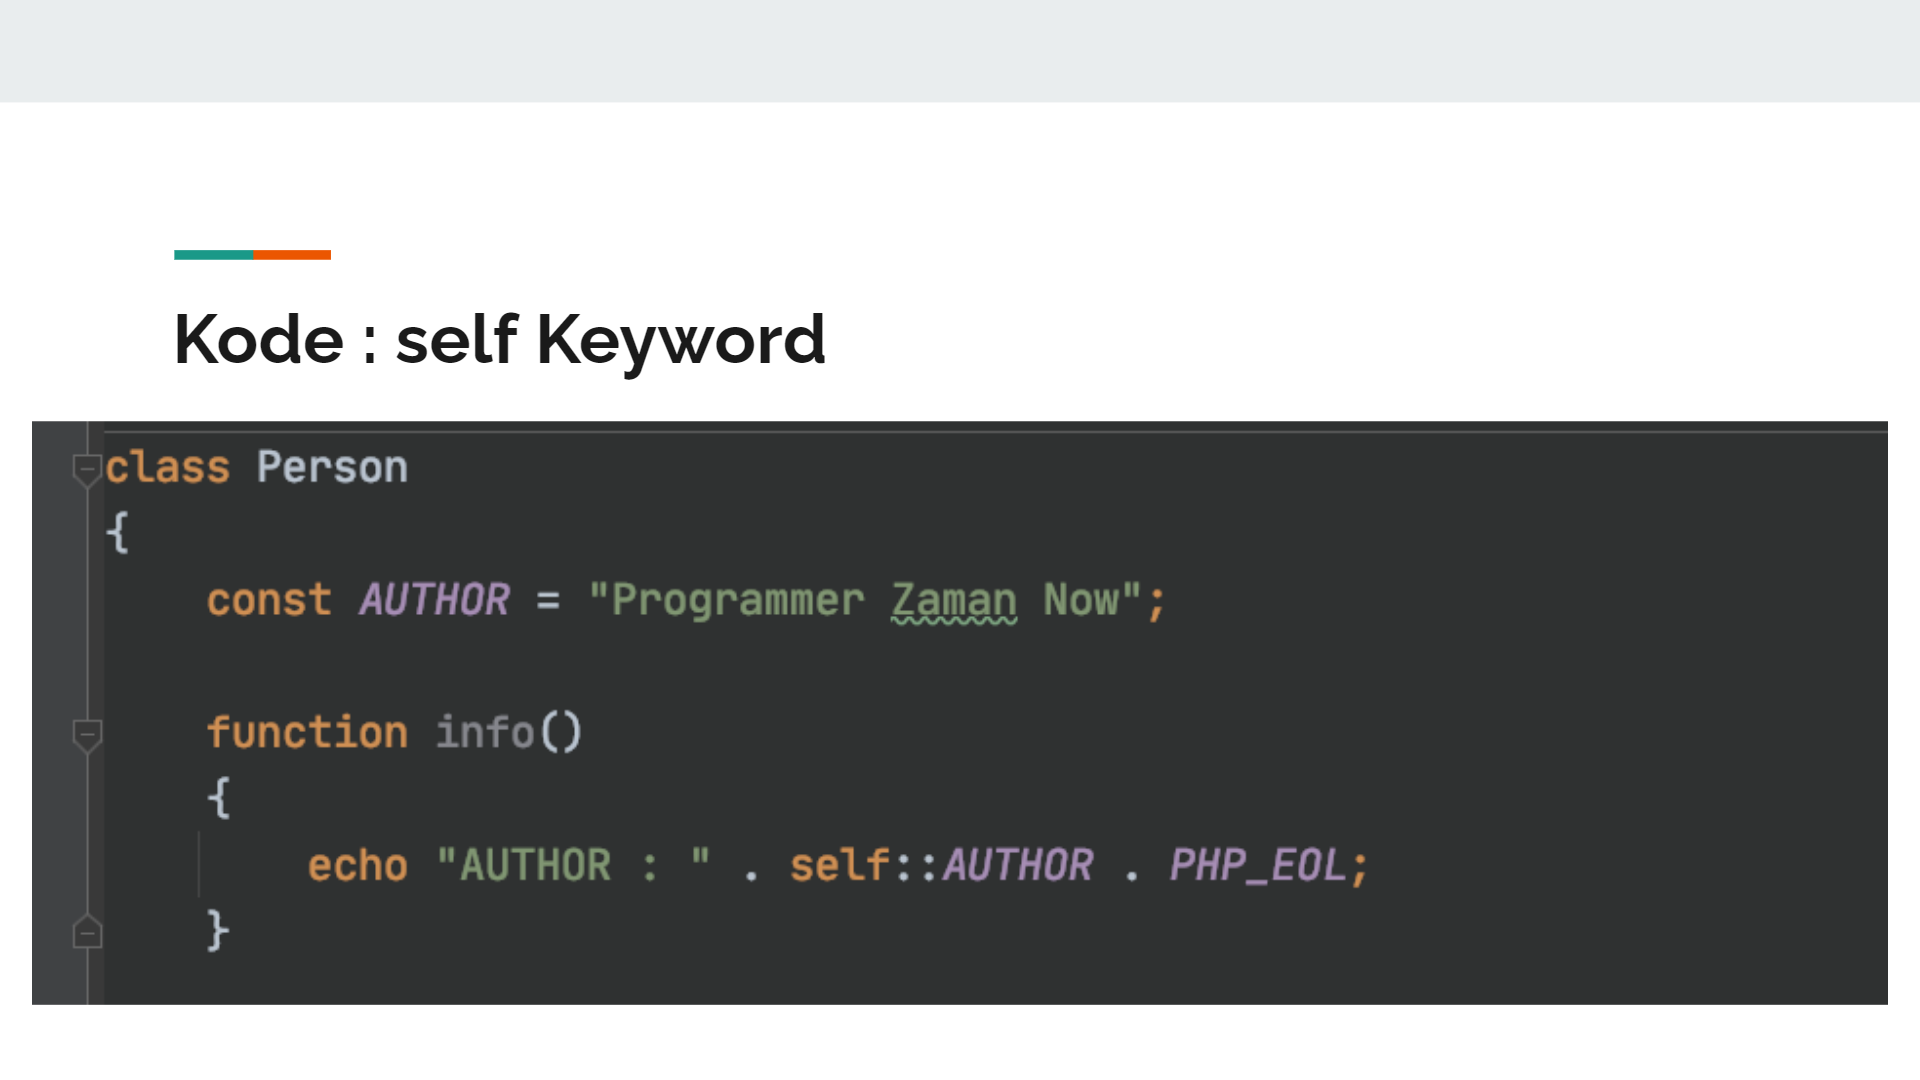 Kode : self Keyword
class Person
{
    const AUTHOR = "Programmer Zaman Now";
    function info()
    {
        echo "AUTHOR : " . self::AUTHOR . PHP_EOL;
    }